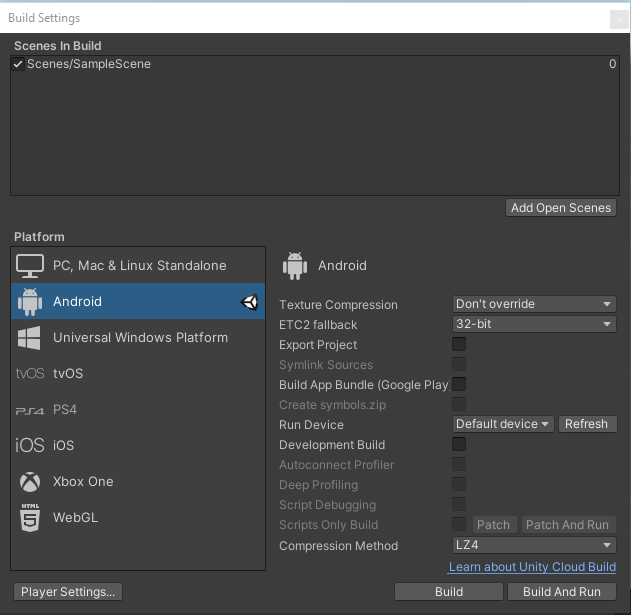 Build Settings
x
Scenes In Build
Scenes/SampleScene 0
Add Open Scenes
Platform
PC, Mac & Linux Standalone
Android
Universal Windows Platform
tvOS tvOS
PS4 PS4
iOS iOS
Xbox One
HTML 5 WebGL
Android
Texture Compression Don't override
ETC2 fallback 32-bit
Export Project
Symlink Sources
Build App Bundle (Google Play
Create symbols.zip
Run Device Default device Refresh
Development Build
Autoconnect Profiler
Deep Profiling
Script Debugging
Scripts Only Build Patch Patch And Run
Compression Method LZ4
Learn about Unity Cloud Build
Player Settings... Build Build And Run